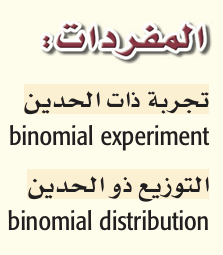 المفردات:
تجربة ذات الحدين
binomial experiment
التوزيع ذو الحدين
binomial distribution